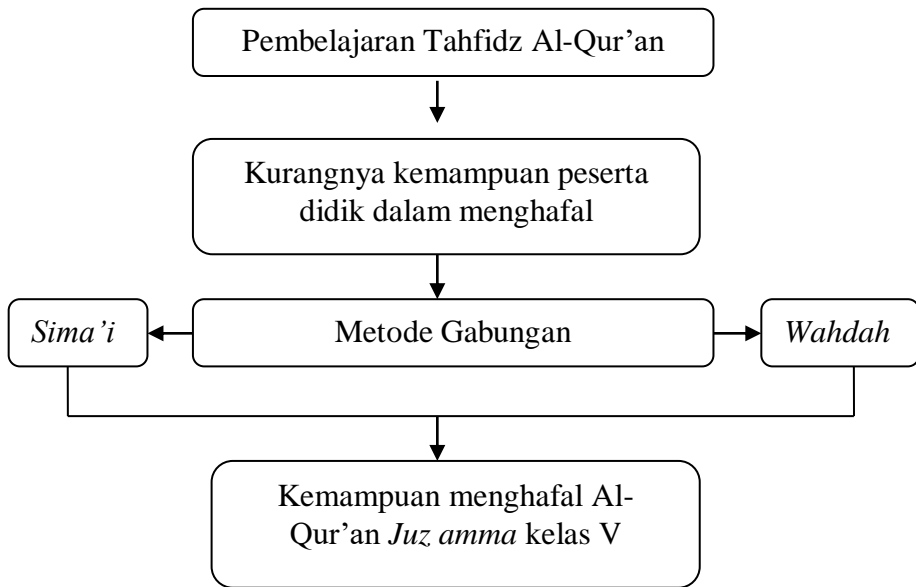 Pembelajaran Tahfidz Al-Qur’an
Kurangnya kemampuan peserta
didik dalam menghafal
Sima’i
Metode Gabungan
Wahdah
Kemampuan menghafal Al-
Qur’an Juz amma kelas V